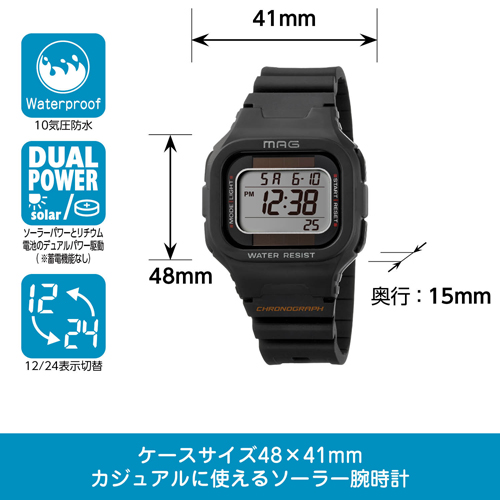 41mm
Waterproof
10気圧防水
DUAL
POWER
solar/
ソーラーパワーとリチウム
電池のデュアルパワー駆動
(※蓄電機能なし)
12
24
12/24表示切替
48mm
MAG
MODE LIGHT
START RESET
SA 6-10
PM 12:38
25
WATER RESIST
CHRONOGRAPH
奥行：15mm
ケースサイズ48×41mm
カジュアルに使えるソーラー腕時計